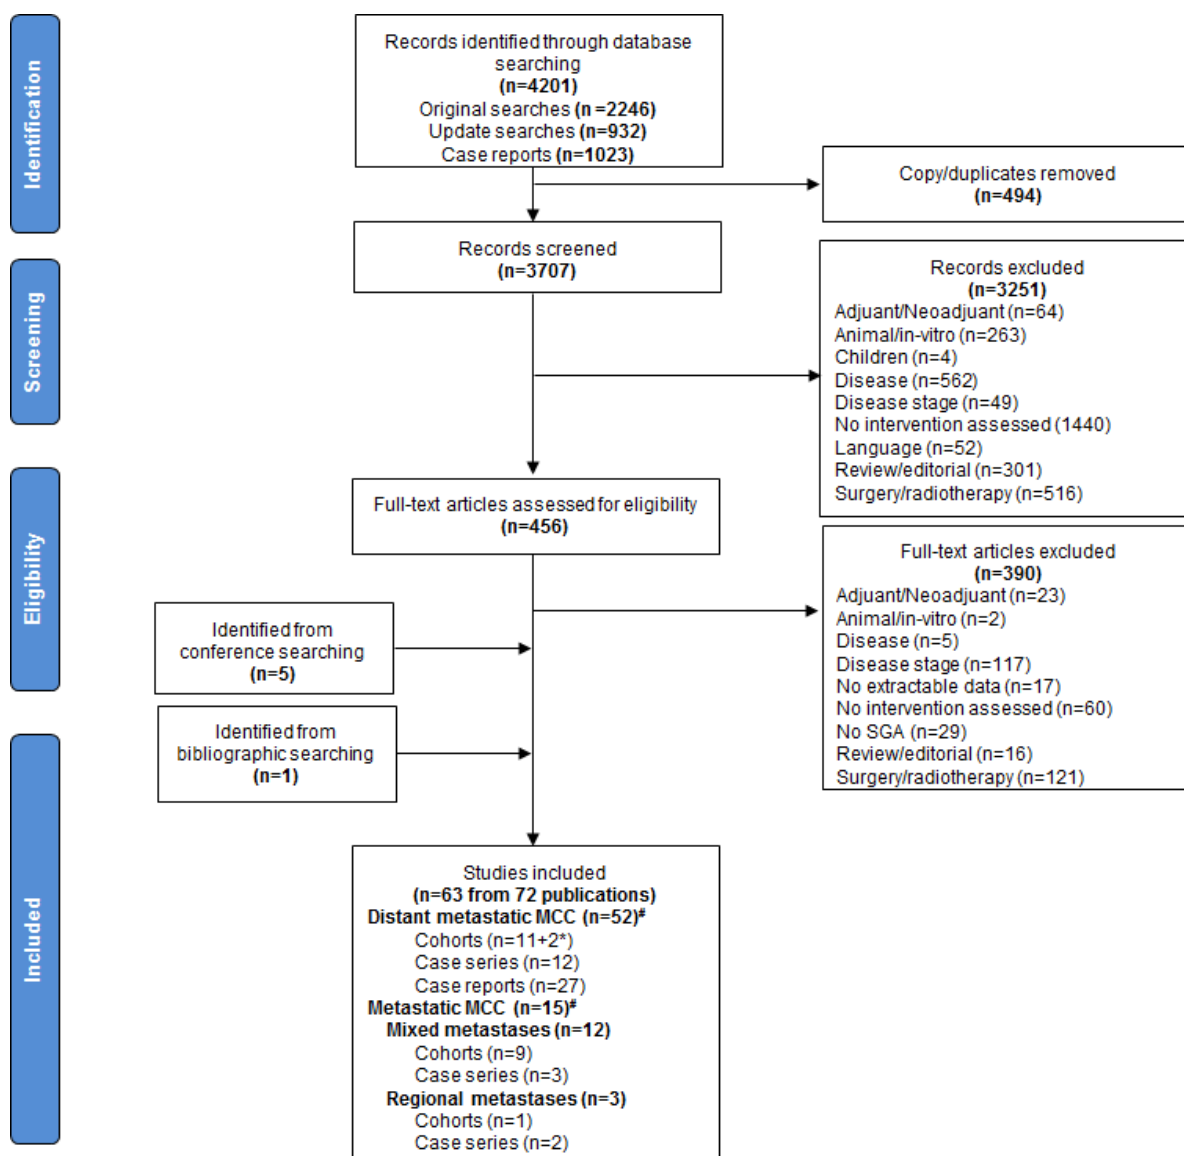 Identification
Records identified through database
searching
(n=4201)
Original searches (n =2246)
Update searches (n=932)
Case reports (n=1023)
Copy/duplicates removed
(n=494)
Screening
Records screened
(n=3707)
Records excluded
(n=3251)
Adjuant/Neoadjuant (n=64)
Animal/in-vitro (n=263)
Children (n=4)
Disease (n=562)
Disease stage (n=49)
No intervention assessed (1440)
Language (n=52)
Review/editorial (n=301)
Surgery/radiotherapy (n=516)
Eligibility
Full-text articles assessed for eligibility
(n=456)
Full-text articles excluded
(n=390)
Adjuant/Neoadjuant (n=23)
Animal/in-vitro (n=2)
Disease (n=5)
Disease stage (n=117)
No extractable data (n=17)
No intervention assessed (n=60)
No SGA (n=29)
Review/editorial (n=16)
Surgery/radiotherapy (n=121)
Identified from
conference searching
(n=5)
Identified from
bibliographic searching
(n=1)
Included
Studies included
(n=63 from 72 publications)
Distant metastatic MCC (n=52)#
Cohorts (n=11+2*)
Case series (n=12)
Case reports (n=27)
Metastatic MCC (n=15)#
Mixed metastases (n=12)
Cohorts (n=9)
Case series (n=3)
Regional metastases (n=3)
Cohorts (n=1)
Case series (n=2)